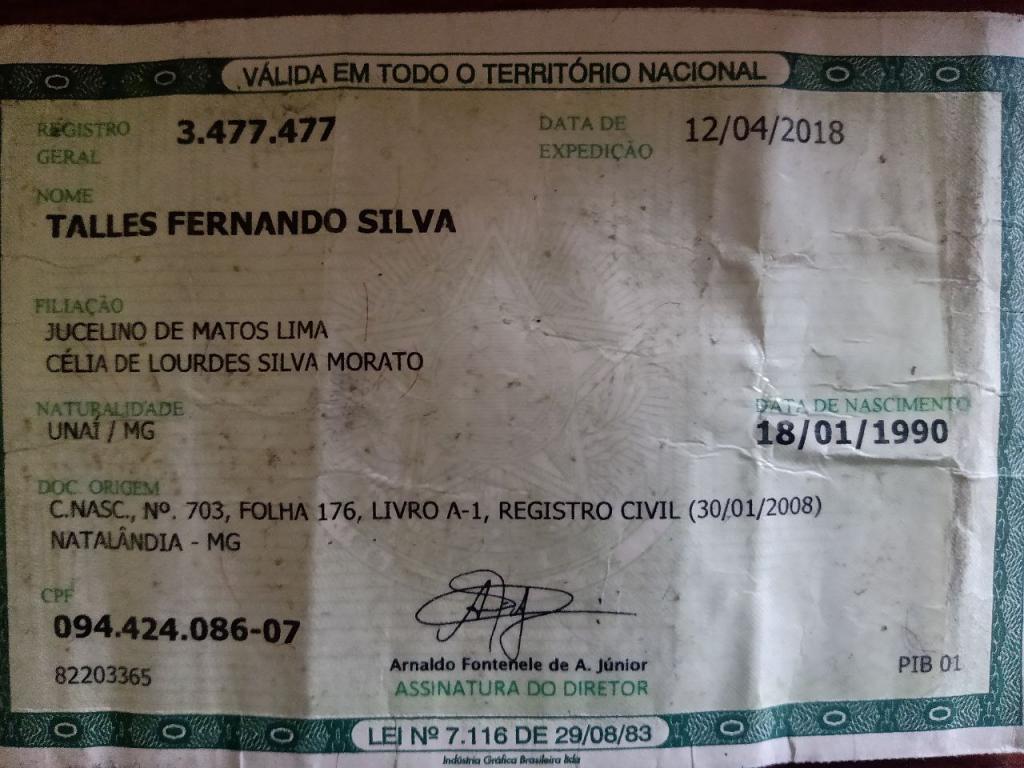 VÁLIDA EM TODO O TERRITÓRIO NACIONAL
REGISTRO GERAL 3.477.477 DATA DE EXPEDIÇÃO 12/04/2018
NOME
TALLES FERNANDO SILVA
FILIAÇÃO
JUCELINO DE MATOS LIMA
CÉLIA DE LOURDES SILVA MORATO
NATURALIDADE DATA DE NASCIMENTO
UNAÍ / MG 18/01/1990
DOC. ORIGEM
C.NASC., Nº. 703, FOLHA 176, LIVRO A-1, REGISTRO CIVIL (30/01/2008)
NATALÂNDIA - MG
CPF
094.424.086-07
82203365 Arnaldo Fontenele de A. Júnior PIB 01
ASSINATURA DO DIRETOR
LEI Nº 7.116 DE 29/08/83
Indústria Gráfica Brasileira ltda